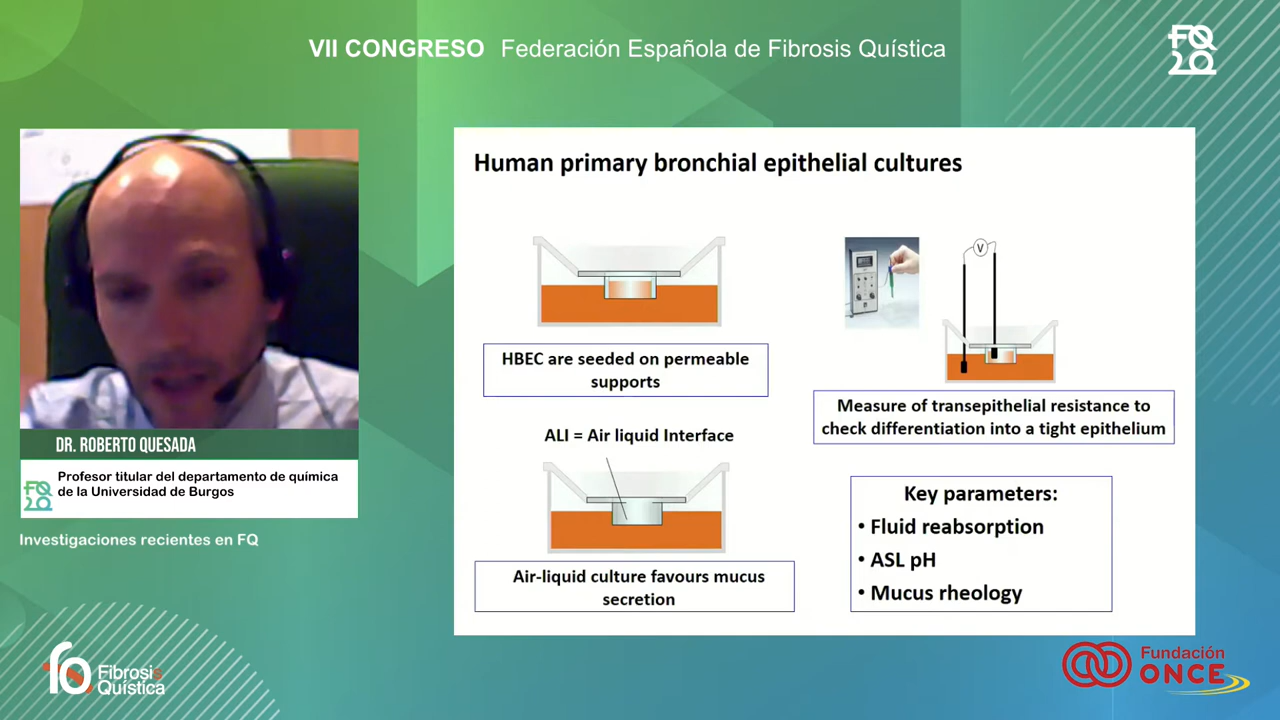 VII CONGRESO Federación Española de Fibrosis Quística
FQ
20
DR. ROBERTO QUESADA
FQ
20
Profesor titular del departamento de química
de la Universidad de Burgos
Investigaciones recientes en FQ
Human primary bronchial epithelial cultures
HBEC are seeded on permeable
supports
ALI = Air liquid Interface
Air-liquid culture favours mucus
secretion
V
Measure of transepithelial resistance to
check differentiation into a tight epithelium
Key parameters:
• Fluid reabsorption
• ASL pH
• Mucus rheology
Fibrosis
Quística
Fundación
ONCE